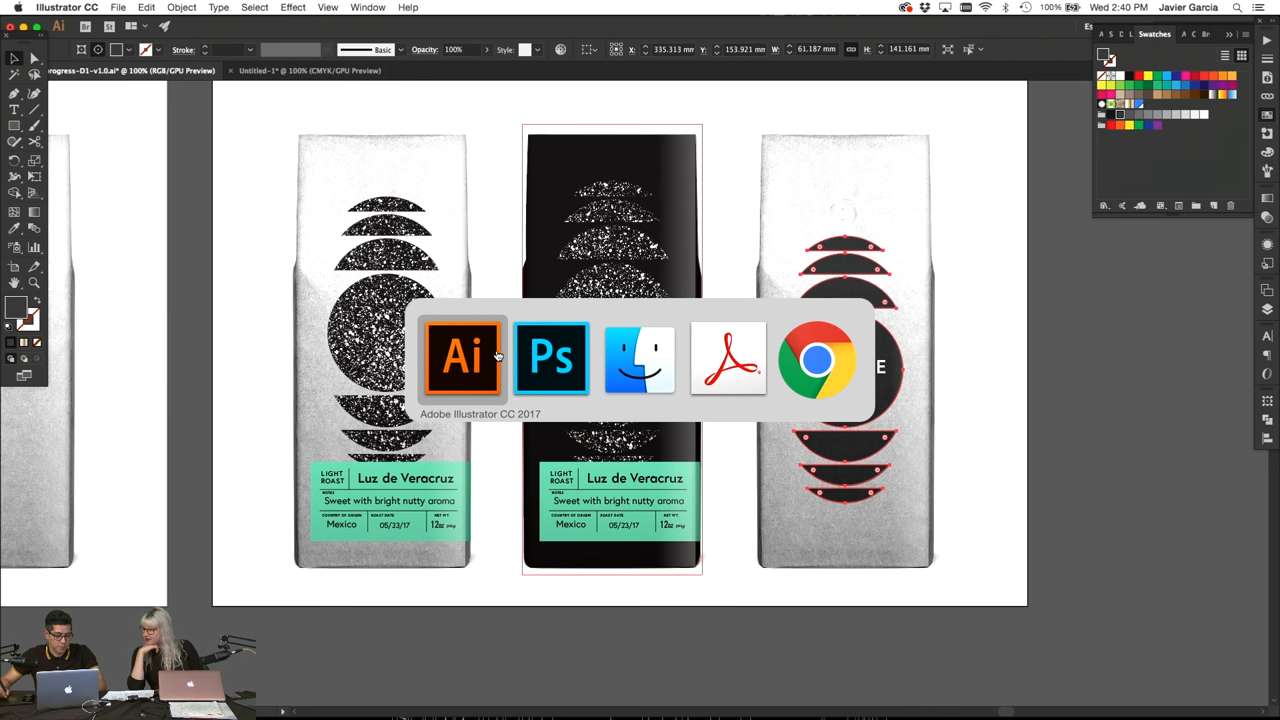 Illustrator CC File Edit Object Type Select Effect View Window Help
100% Wed 2:40 PM Javier Garcia
Ai Br St Es
Stroke: Basic Opacity: 100% Style: X: 335.313 mm Y: 153.921 mm W: 61.187 mm H: 141.161 mm
Swatches
rogress-D1-v1.0.ai* @ 100% (RGB/GPU Preview) × Untitled-1* @ 100% (CMYK/GPU Preview)
Ai Ps
E
Adobe Illustrator CC 2017
LIGHT
ROAST
Luz de Veracruz
NOTES
Sweet with bright nutty aroma
COUNTRY OF ORIGIN ROAST DATE NET WT.
Mexico 05/23/17 12oz
LIGHT
ROAST
Luz de Veracruz
NOTES
Sweet with bright nutty aroma
COUNTRY OF ORIGIN ROAST DATE NET WT.
Mexico 05/23/17 12oz